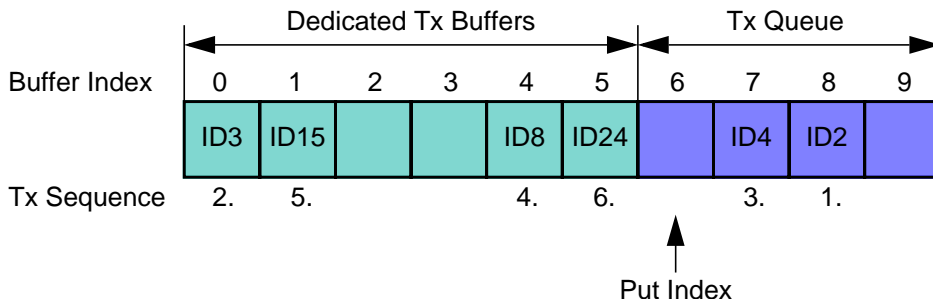 Dedicated Tx Buffers Tx Queue
Buffer Index 0 1 2 3 4 5 6 7 8 9
ID3 ID15 ID8 ID24 ID4 ID2
Tx Sequence 2. 5. 4. 6. 3. 1.
Put Index